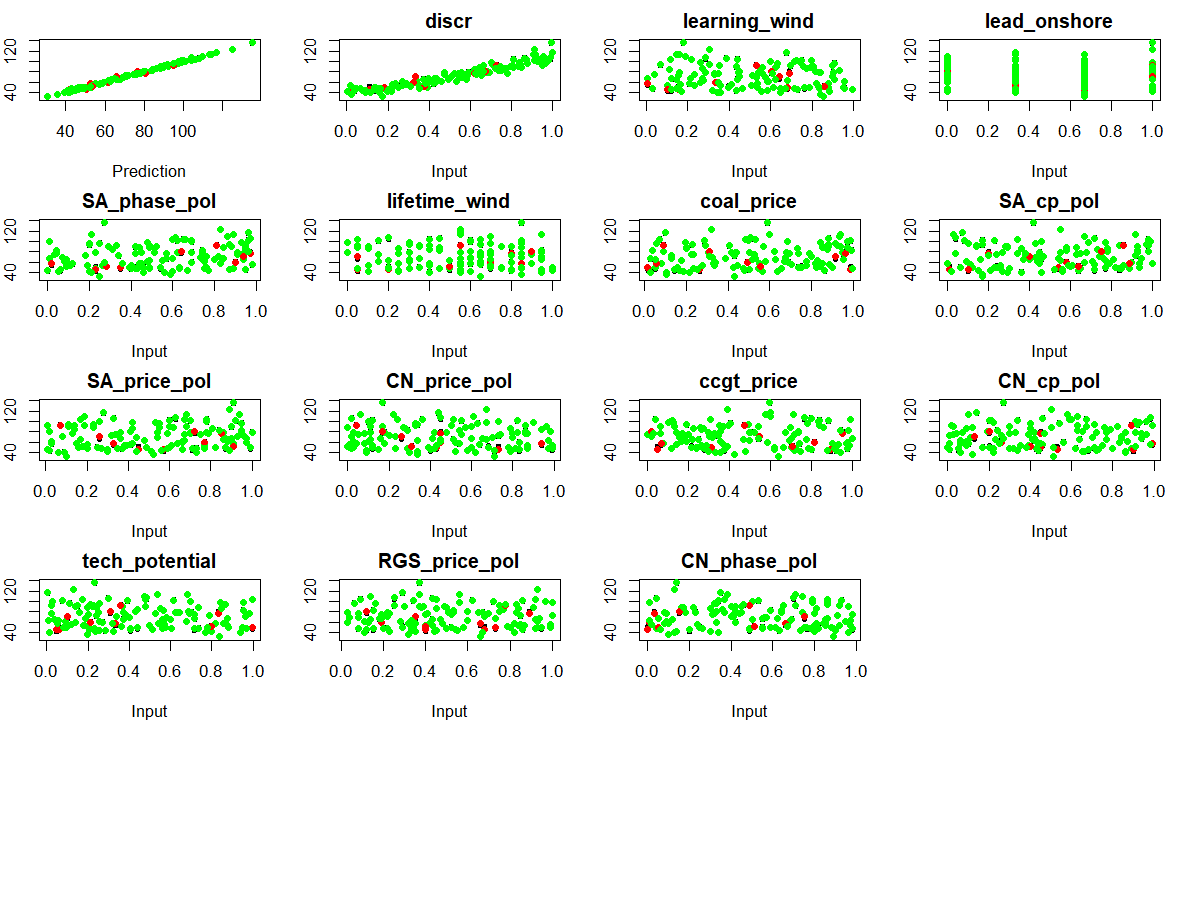 discr learning_wind lead_onshore
40 120 40 120 40 120 40 120
40 60 80 100 0.0 0.2 0.4 0.6 0.8 1.0 0.0 0.2 0.4 0.6 0.8 1.0 0.0 0.2 0.4 0.6 0.8 1.0
Prediction Input Input Input
SA_phase_pol lifetime_wind coal_price SA_cp_pol
40 120 40 120 40 120 40 120
0.0 0.2 0.4 0.6 0.8 1.0 0.0 0.2 0.4 0.6 0.8 1.0 0.0 0.2 0.4 0.6 0.8 1.0 0.0 0.2 0.4 0.6 0.8 1.0
Input Input Input Input
SA_price_pol CN_price_pol ccgt_price CN_cp_pol
40 120 40 120 40 120 40 120
0.0 0.2 0.4 0.6 0.8 1.0 0.0 0.2 0.4 0.6 0.8 1.0 0.0 0.2 0.4 0.6 0.8 1.0 0.0 0.2 0.4 0.6 0.8 1.0
Input Input Input Input
tech_potential RGS_price_pol CN_phase_pol
40 120 40 120 40 120
0.0 0.2 0.4 0.6 0.8 1.0 0.0 0.2 0.4 0.6 0.8 1.0 0.0 0.2 0.4 0.6 0.8 1.0
Input Input Input